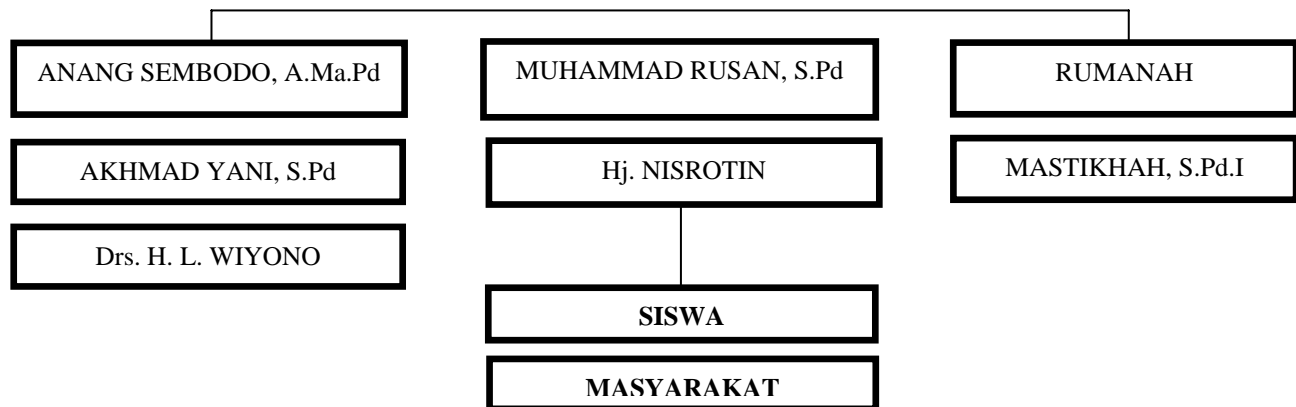 ANANG SEMBODO, A.Ma.Pd
MUHAMMAD RUSAN, S.Pd
RUMANAH
AKHMAD YANI, S.Pd
Hj. NISROTIN
MASTIKHAH, S.Pd.I
Drs. H. L. WIYONO
SISWA
MASYARAKAT